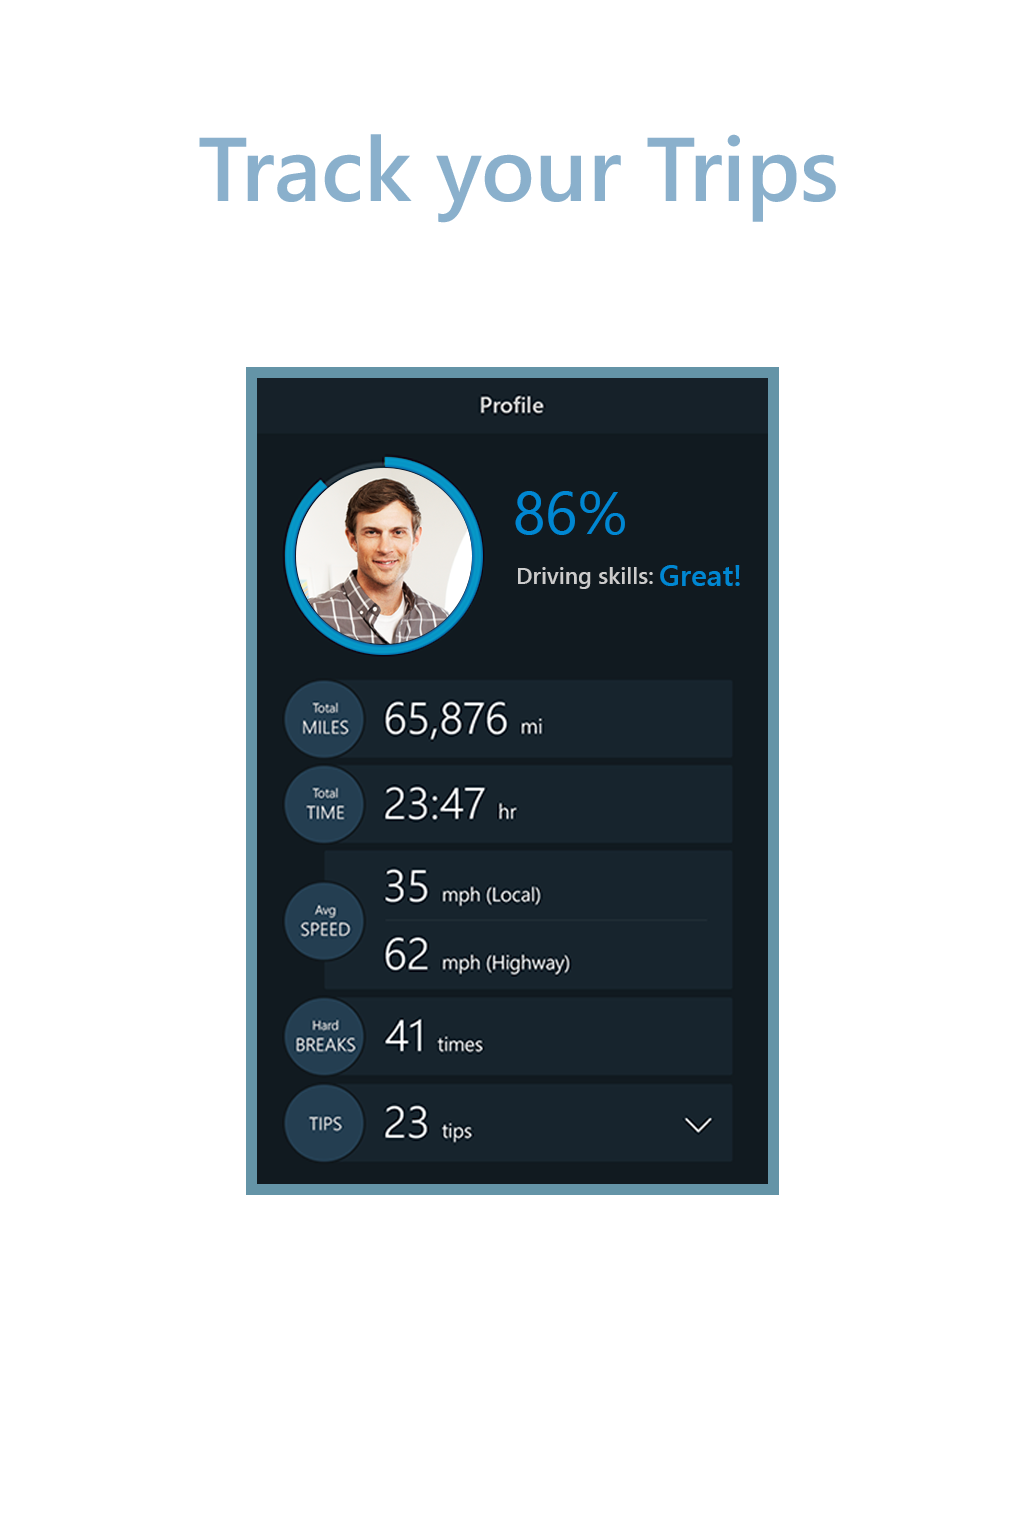 Track your Trips
Profile
86%
Driving skills: Great!
Total
MILES
65,876 mi
Total
TIME
23:47 hr
Avg
SPEED
35 mph (Local)
62 mph (Highway)
Hard
BREAKS
41 times
TIPS
23 tips